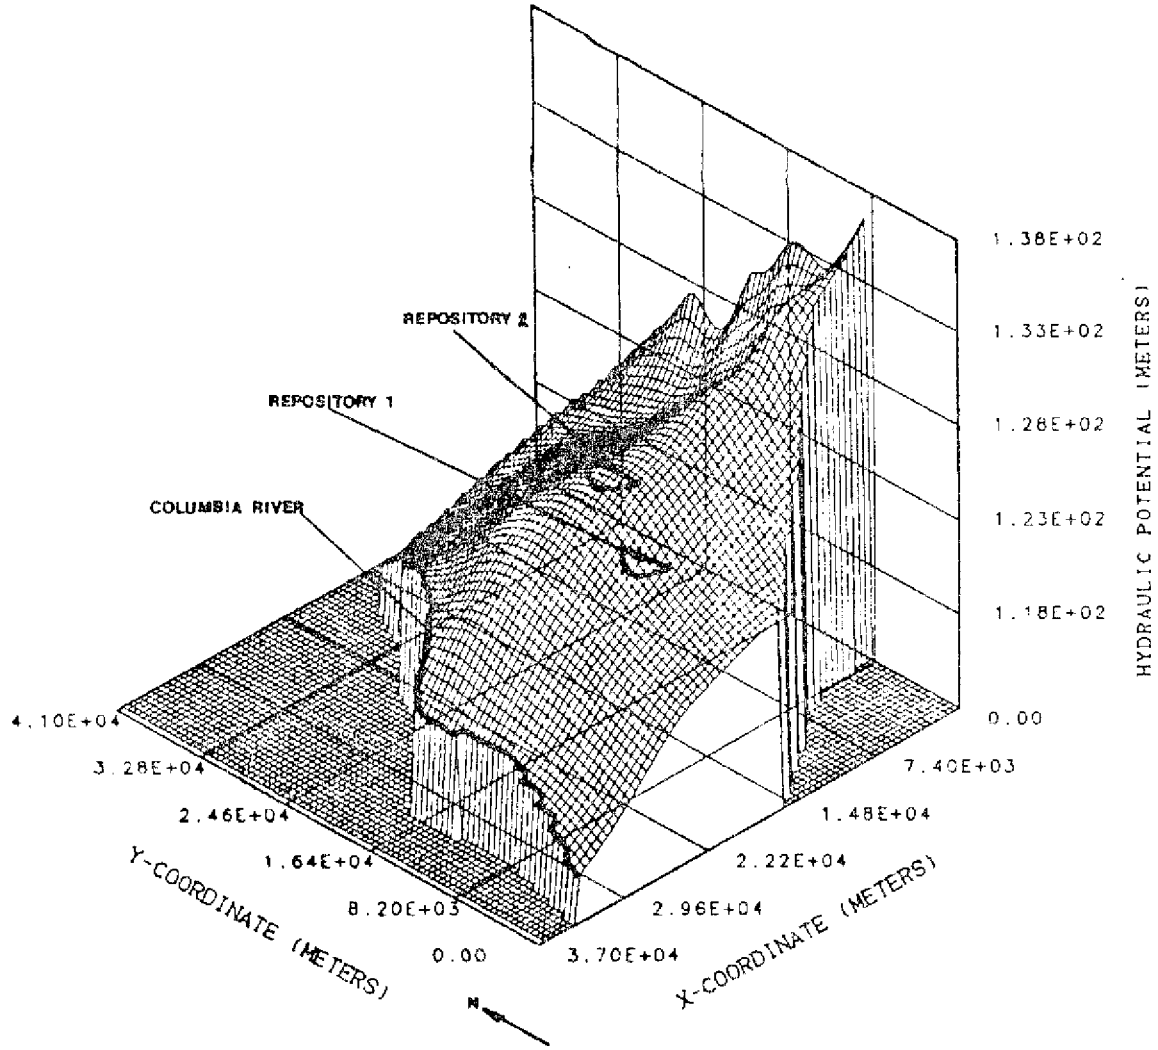 1.38E+02
1.33E+02
1.28E+02
1.23E+02
1.18E+02
0.00
HYDRAULIC POTENTIAL (METERS)
REPOSITORY 2
REPOSITORY 1
COLUMBIA RIVER
4.10E+04
3.28E+04
2.46E+04
1.64E+04
8.20E+03
0.00
Y-COORDINATE (METERS)
7.40E+03
1.48E+04
2.22E+04
2.96E+04
3.70E+04
X-COORDINATE (METERS)
N